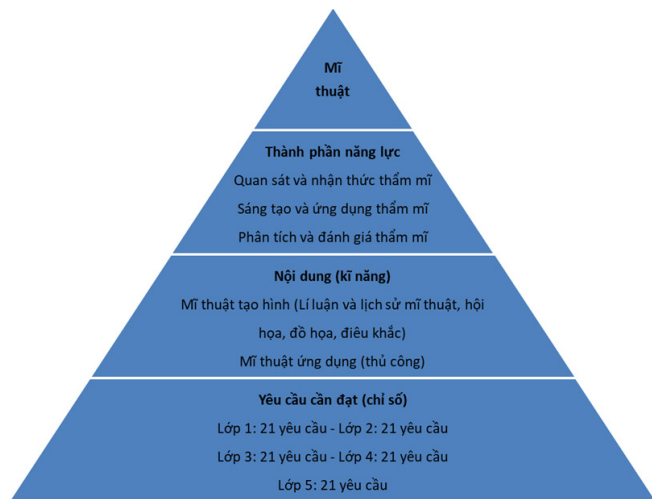 Mĩ
thuật
Thành phần năng lực
Quan sát và nhận thức thẩm mĩ
Sáng tạo và ứng dụng thẩm mĩ
Phân tích và đánh giá thẩm mĩ
Nội dung (kĩ năng)
Mĩ thuật tạo hình (Lí luận và lịch sử mĩ thuật, hội
họa, đồ họa, điêu khắc)
Mĩ thuật ứng dụng (thủ công)
Yêu cầu cần đạt (chỉ số)
Lớp 1: 21 yêu cầu - Lớp 2: 21 yêu cầu
Lớp 3: 21 yêu cầu - Lớp 4: 21 yêu cầu
Lớp 5: 21 yêu cầu